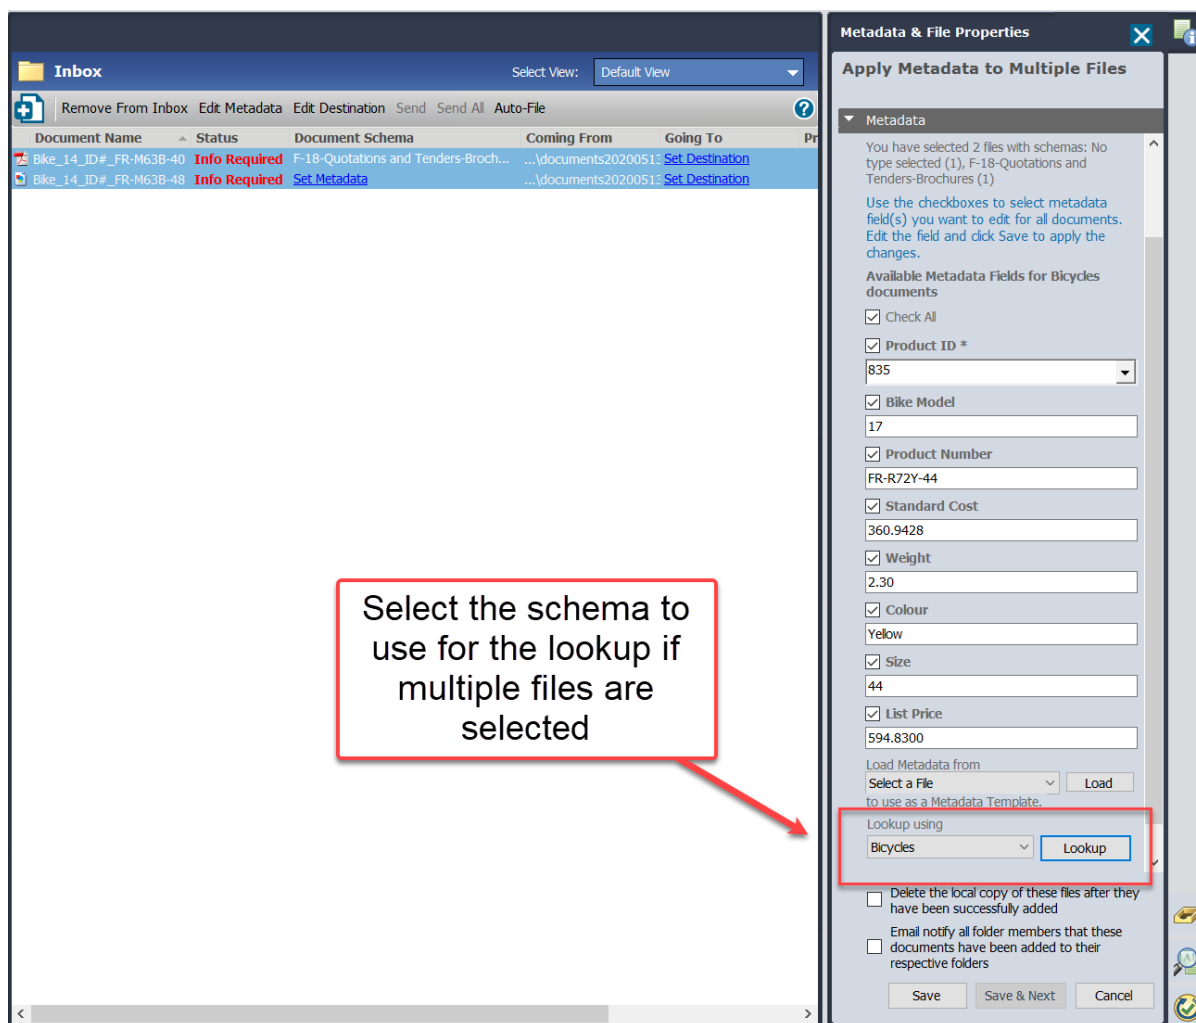 Inbox
Select View: Default View
Remove From Inbox Edit Metadata Edit Destination Send Send All Auto-File
Document Name Status Document Schema Coming From Going To Pr
Bike_14_ID#_FR-M63B-40 Info Required F-18-Quotations and Tenders-Broch... ...\documents20200513 Set Destination
Bike_14_ID#_FR-M63B-48 Info Required Set Metadata ...\documents20200513 Set Destination
Select the schema to
use for the lookup if
multiple files are
selected
Metadata & File Properties
Apply Metadata to Multiple Files
Metadata
You have selected 2 files with schemas: No
type selected (1), F-18-Quotations and
Tenders-Brochures (1)
Use the checkboxes to select metadata
field(s) you want to edit for all documents.
Edit the field and click Save to apply the
changes.
Available Metadata Fields for Bicycles
documents
Check All
Product ID *
835
Bike Model
17
Product Number
FR-R72Y-44
Standard Cost
360.9428
Weight
2.30
Colour
Yellow
Size
44
List Price
594.8300
Load Metadata from
Select a File Load
to use as a Metadata Template.
Lookup using
Bicycles Lookup
Delete the local copy of these files after they
have been successfully added
Email notify all folder members that these
documents have been added to their
respective folders
Save Save & Next Cancel